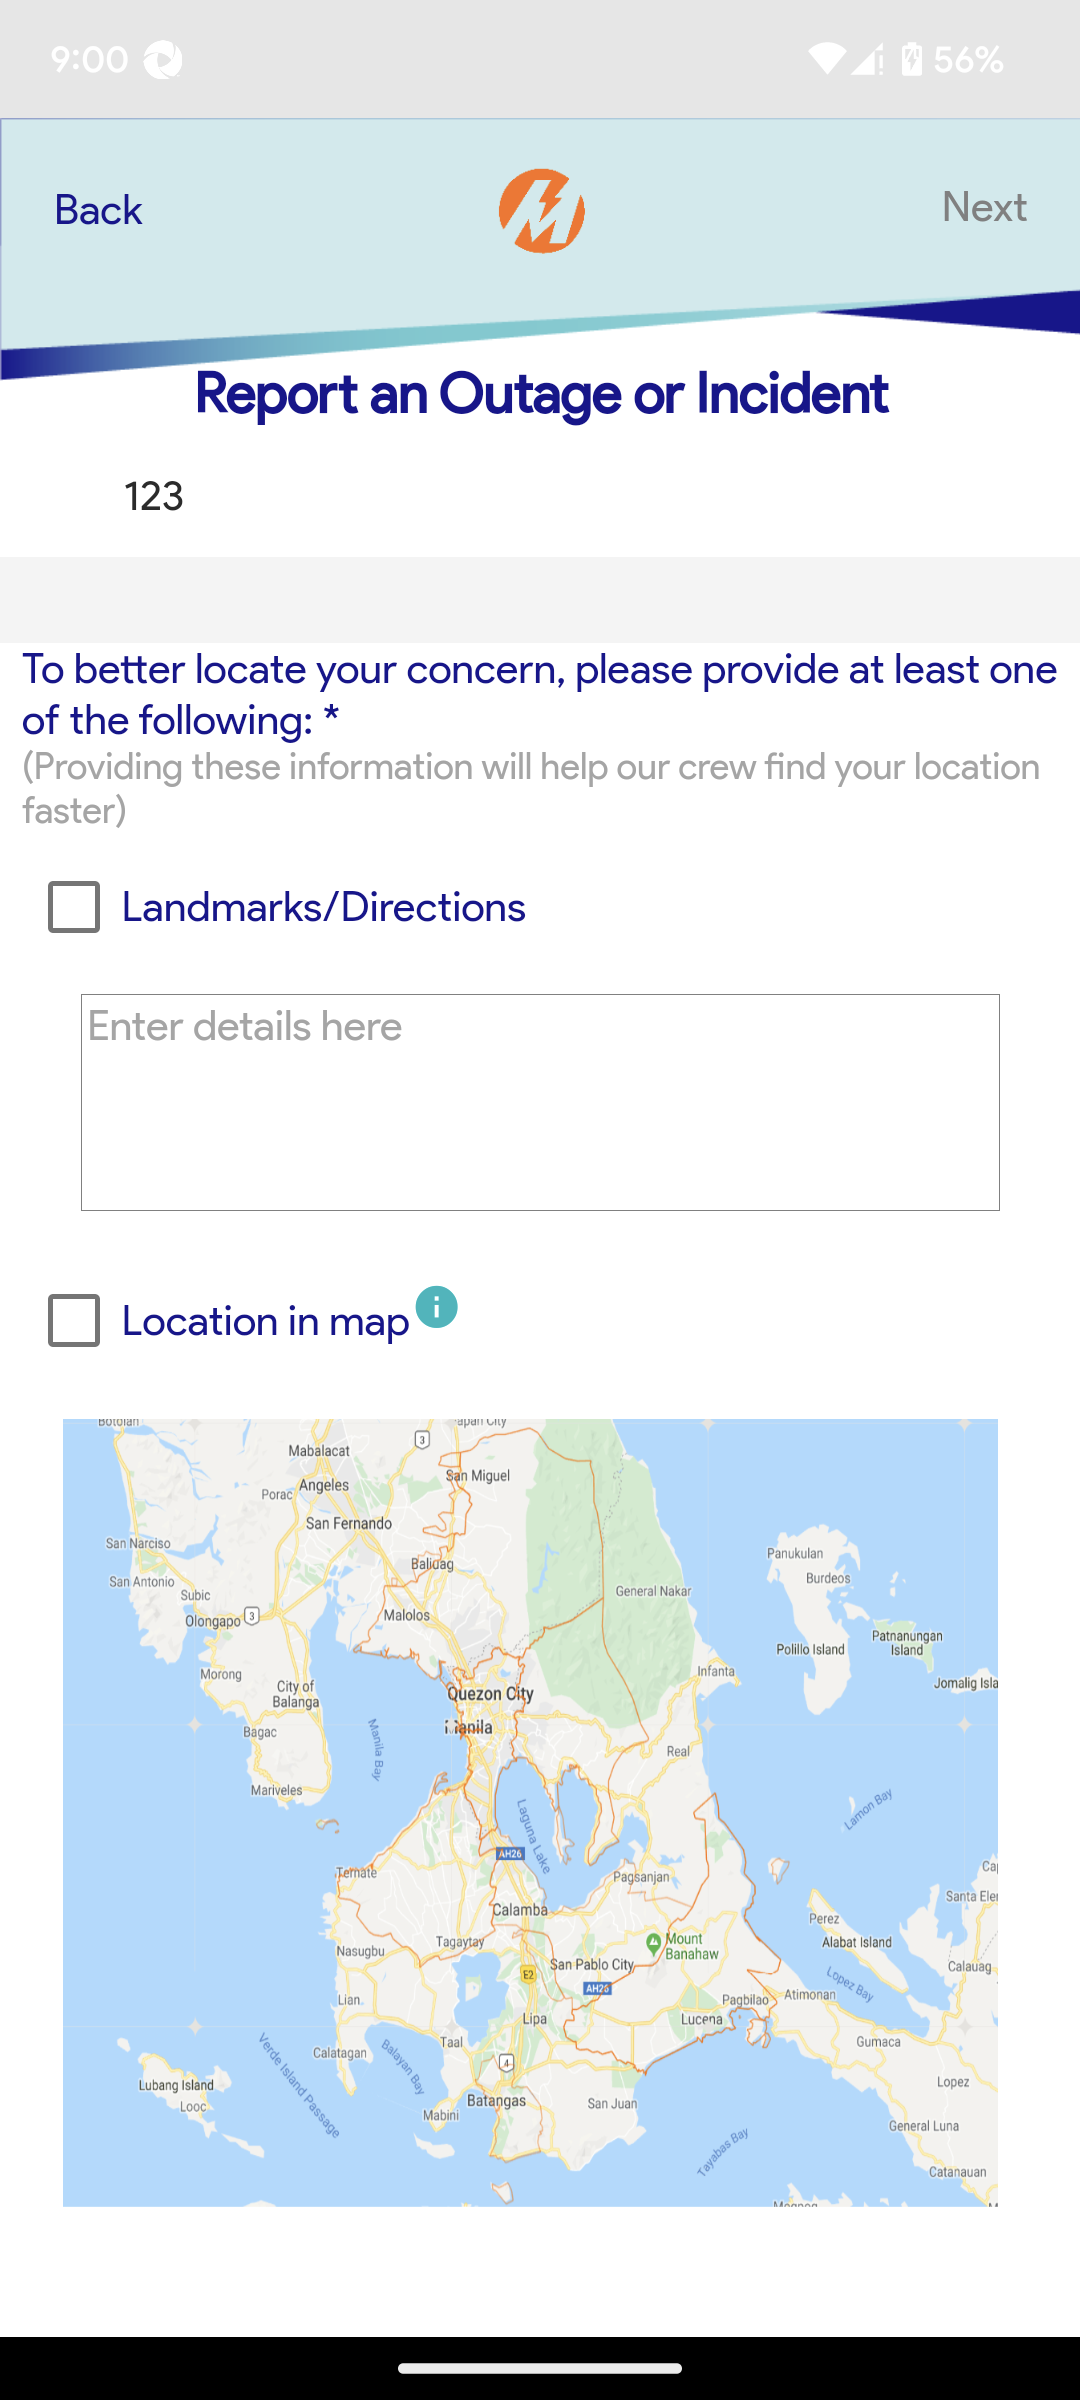 9:00
56%
Back
Next
Report an Outage or Incident
123
To better locate your concern, please provide at least one
of the following: *
(Providing these information will help our crew find your location
faster)
Landmarks/Directions
Enter details here
Location in map
Botolan
Mabalacat
3
San Miguel
Angeles
Porac
San Fernando
San Narciso
Baliuag
Panukulan
San Antonio
Subic
General Nakar
Burdeos
Olongapo
3
Malolos
Polillo Island
Patnanungan
Island
Morong
Infanta
Jomalig Isla
City of
Balanga
Quezon City
Bagac
Manila
Manila Bay
Real
Mariveles
Lamon Bay
Laguna Lake
AH26
Ternate
Pagsanjan
Santa Ele
Calamba
Perez
Nasugbu
Tagaytay
Mount
Banahaw
Alabat Island
San Pablo City
E2
AH26
Calauag
Lopez Bay
Lian
Lipa
Lucena
Pagbilao
Atimonan
Calatagan
Taal
Gumaca
Verde Island Passage
Balayan Bay
4
Lubang Island
Looc
Mabini
Batangas
San Juan
Lopez
General Luna
Tayabas Bay
Catanauan